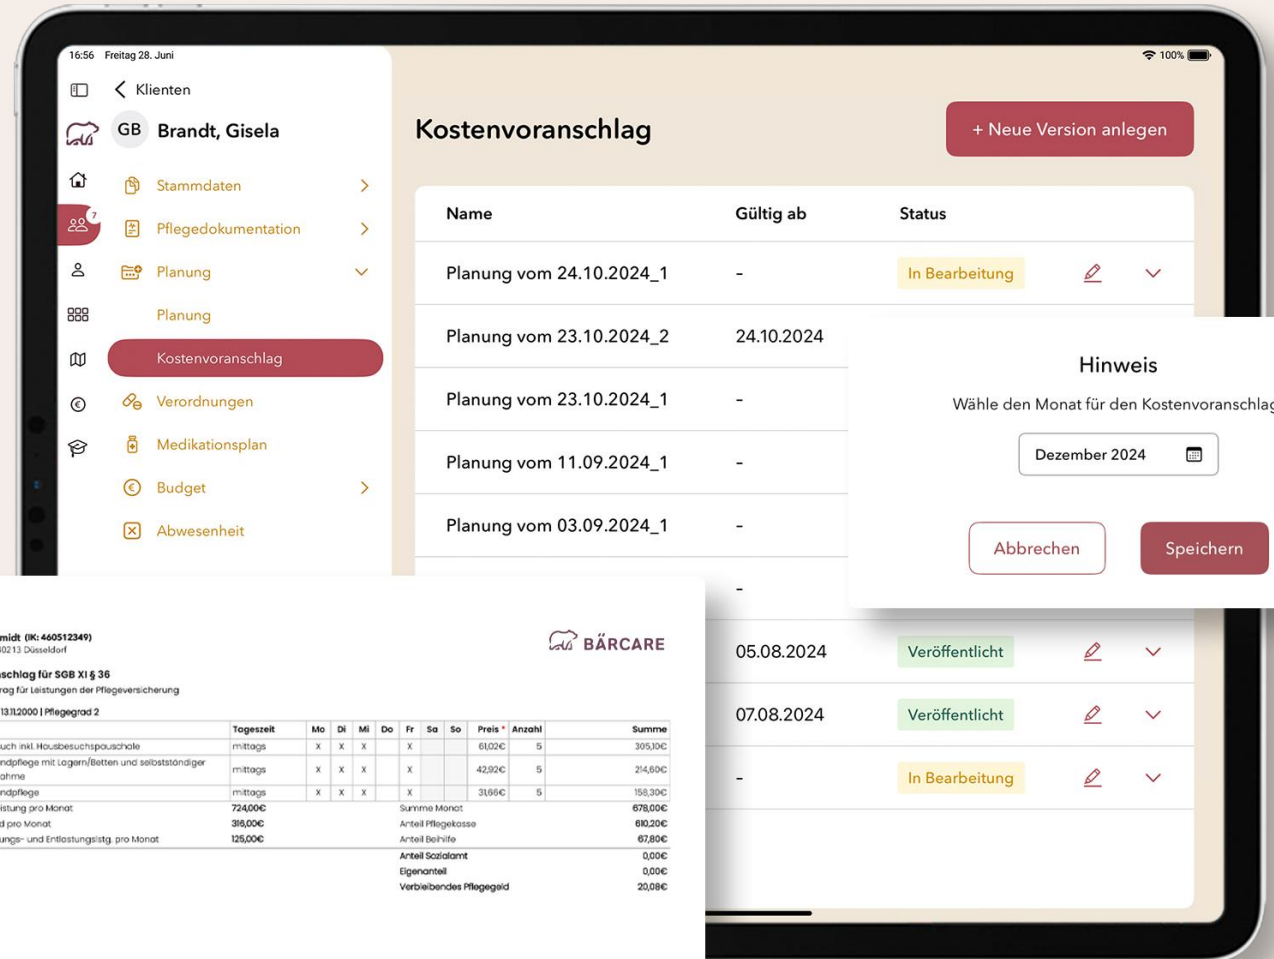 16:56 Freitag 28. Juni
100%
Klienten
GB Brandt, Gisela
Stammdaten
7
Pflegedokumentation
Planung
Planung
Kostenvoranschlag
Verordnungen
Medikationsplan
Budget
Abwesenheit
Kostenvoranschlag
+ Neue Version anlegen
Name Gültig ab Status
Planung vom 24.10.2024_1 - In Bearbeitung
Planung vom 23.10.2024_2 24.10.2024
Planung vom 23.10.2024_1 -
Planung vom 11.09.2024_1 -
Planung vom 03.09.2024_1 -
-
05.08.2024 Veröffentlicht
07.08.2024 Veröffentlicht
- In Bearbeitung
Hinweis
Wähle den Monat für den Kostenvoranschlag
Dezember 2024
Abbrechen Speichern
midt (IK: 460512349)
40213 Düsseldorf
BÄRCARE
schlag für SGB XI § 36
rag für Leistungen der Pflegeversicherung
13.11.2000 | Pflegegrad 2
Tageszeit Mo Di Mi Do Fr Sa So Preis * Anzahl Summe
uch inkl. Hausbesuchspauschale mittags X X X X 61,02€ 5 305,10€
ndpflege mit Lagern/Betten und selbstständiger
ahme mittags X X X X 42,92€ 5 214,60€
ndpflege mittags X X X X 31,66€ 5 158,30€
istung pro Monat 724,00€ Summe Monat 678,00€
d pro Monat 316,00€ Anteil Pflegekasse 610,20€
ungs- und Entlastungslstg. pro Monat 125,00€ Anteil Beihilfe 67,80€
Anteil Sozialamt 0,00€
Eigenanteil 0,00€
Verbleibendes Pflegegeld 20,08€